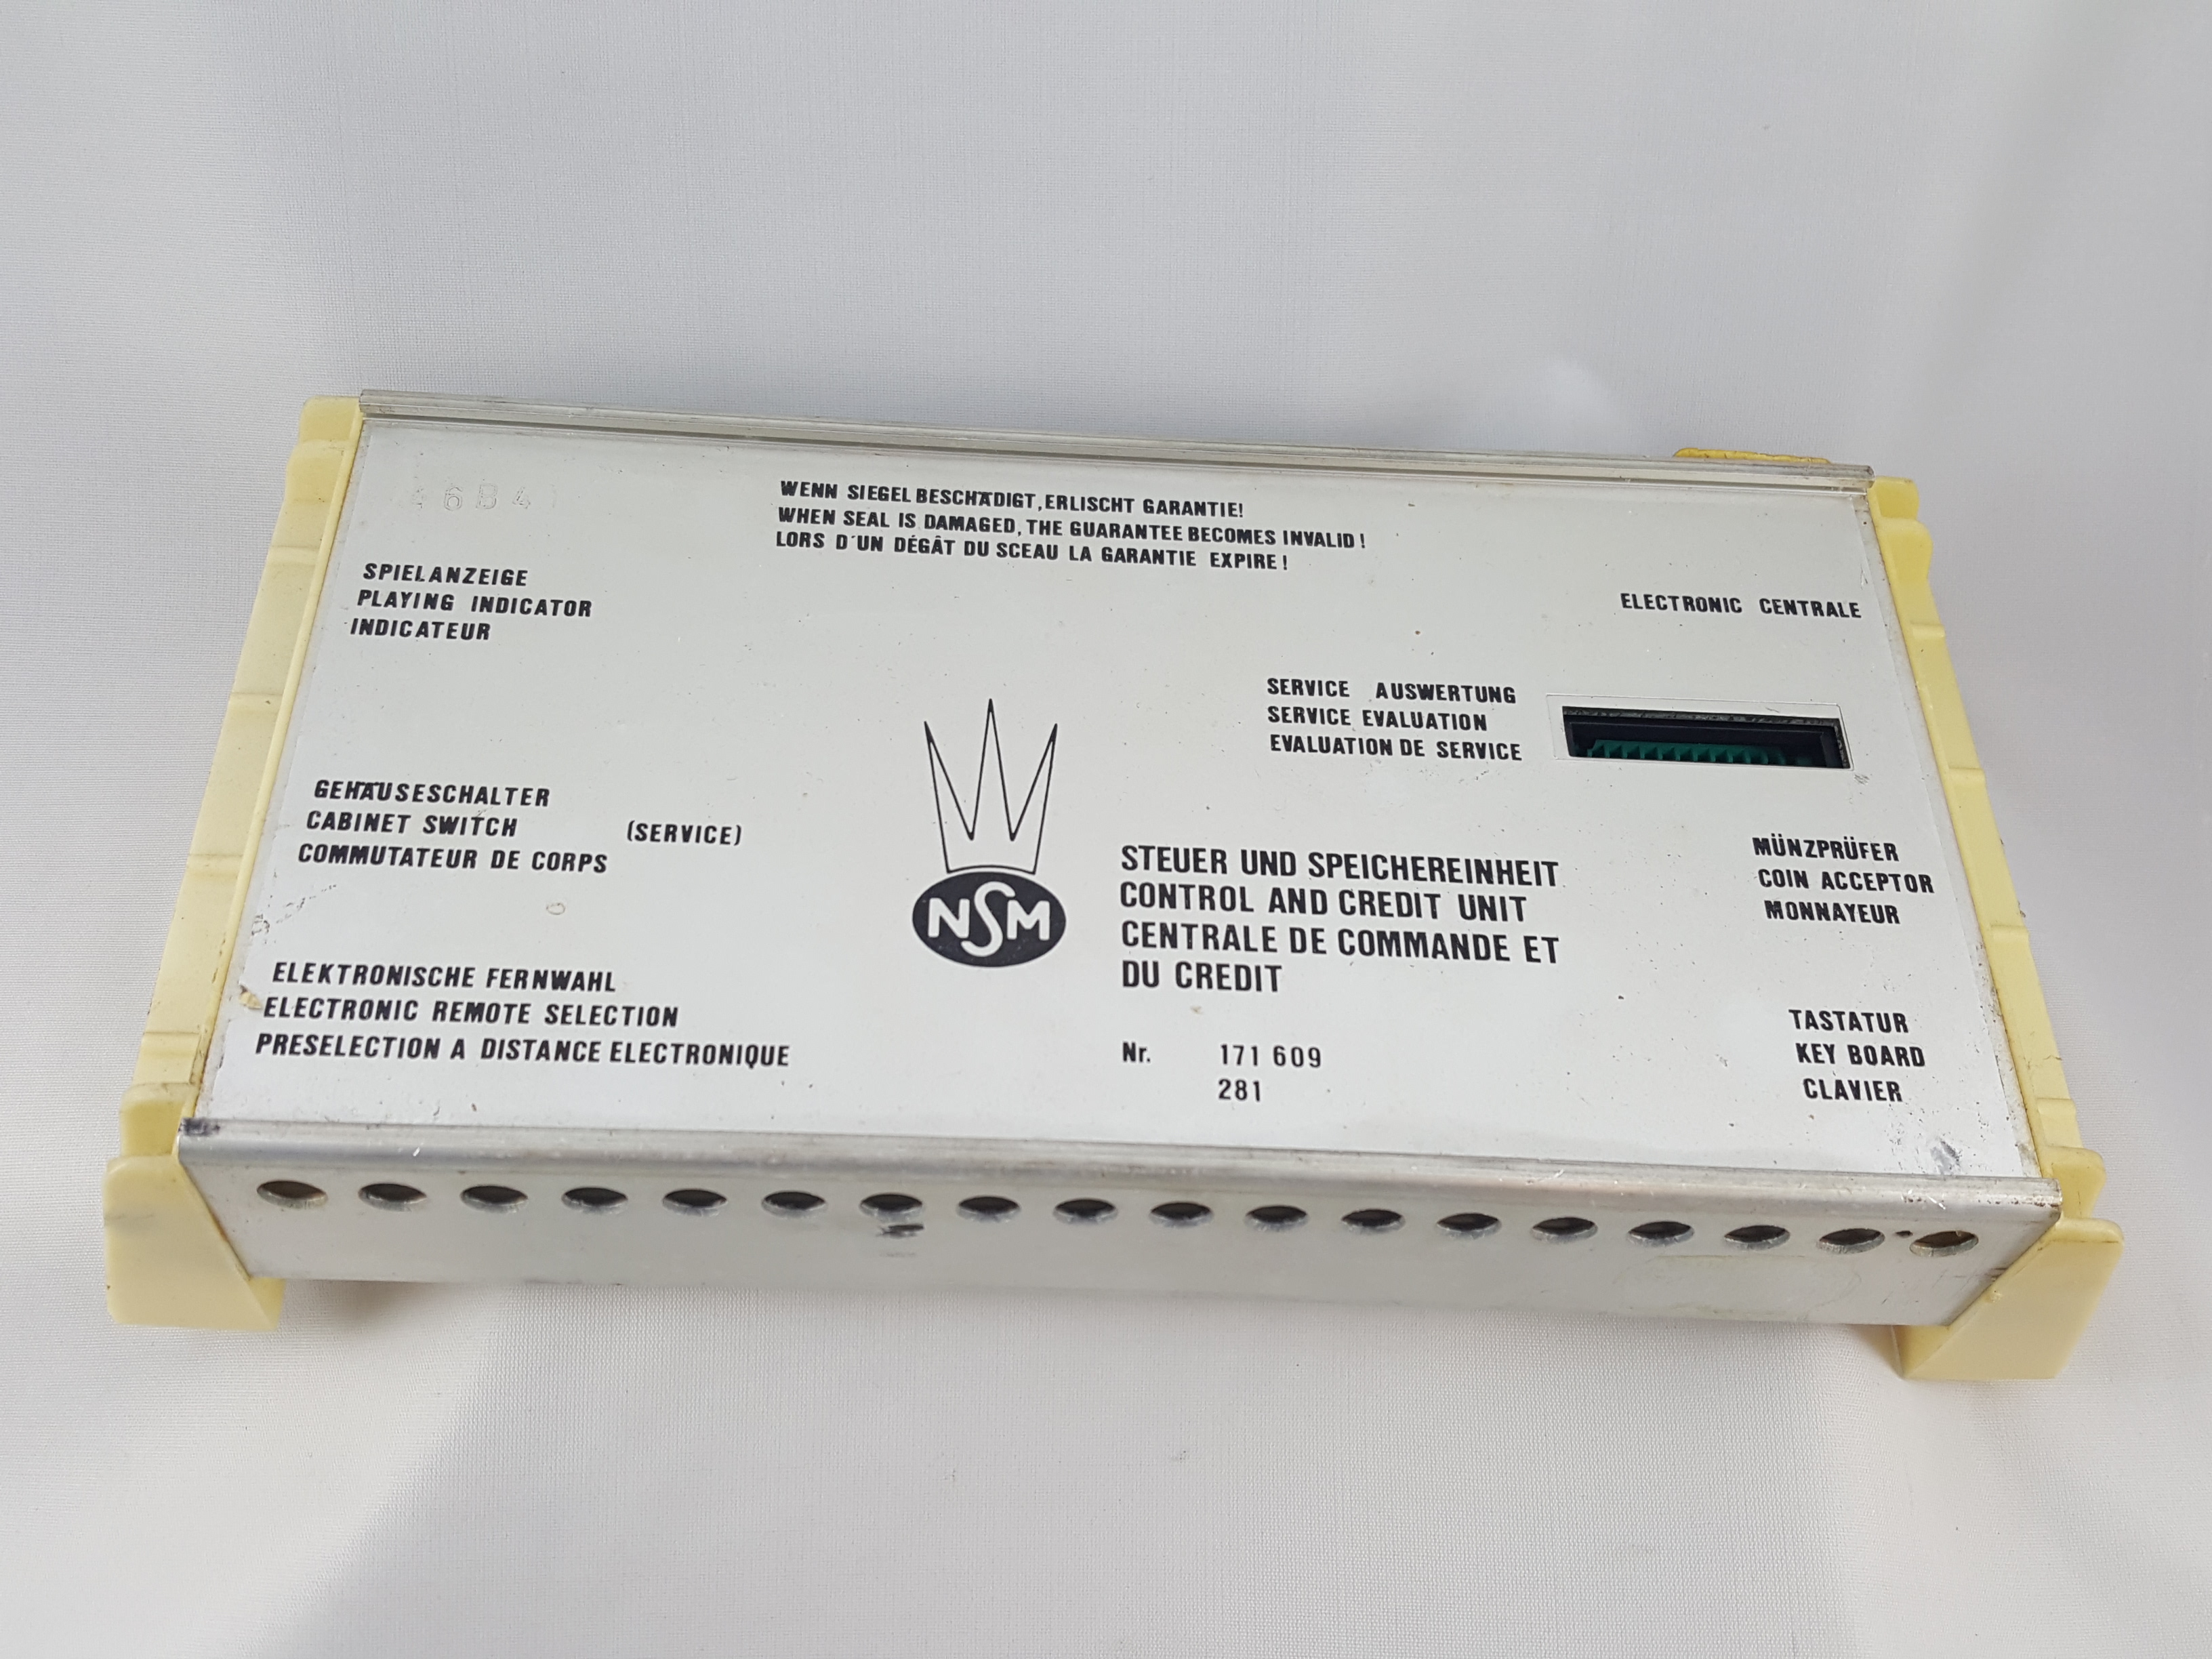 WENN SIEGEL BESCHÄDIGT, ERLISCHT GARANTIE!
WHEN SEAL IS DAMAGED, THE GUARANTEE BECOMES INVALID!
LORS D'UN DÉGÂT DU SCEAU LA GARANTIE EXPIRE!
SPIELANZEIGE
PLAYING INDICATOR
INDICATEUR
ELECTRONIC CENTRALE
SERVICE AUSWERTUNG
SERVICE EVALUATION
EVALUATION DE SERVICE
GEHÄUSESCHALTER
CABINET SWITCH (SERVICE)
COMMUTATEUR DE CORPS
NSM
STEUER UND SPEICHEREINHEIT
CONTROL AND CREDIT UNIT
CENTRALE DE COMMANDE ET
DU CREDIT
MÜNZPRÜFER
COIN ACCEPTOR
MONNAYEUR
ELEKTRONISCHE FERNWAHL
ELECTRONIC REMOTE SELECTION
PRESELECTION A DISTANCE ELECTRONIQUE
Nr. 171 609
281
TASTATUR
KEY BOARD
CLAVIER